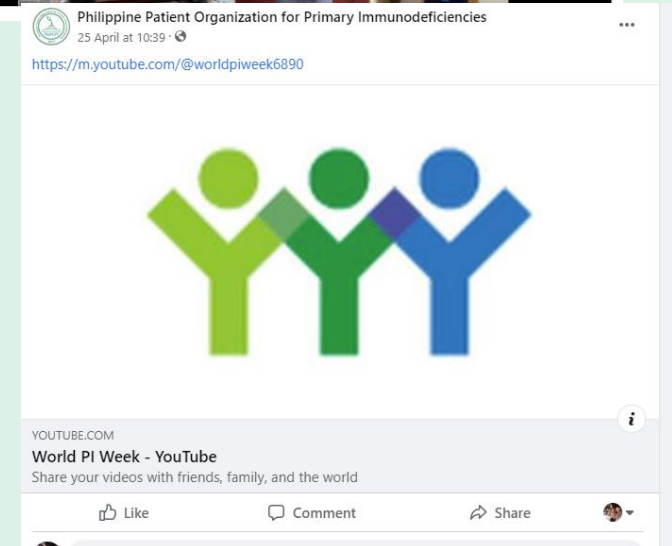 Philippine Patient Organization for Primary Immunodeficiencies
25 April at 10:39 ·
https://m.youtube.com/@worldpiweek6890
i
YOUTUBE.COM
World PI Week - YouTube
Share your videos with friends, family, and the world
Like Comment Share